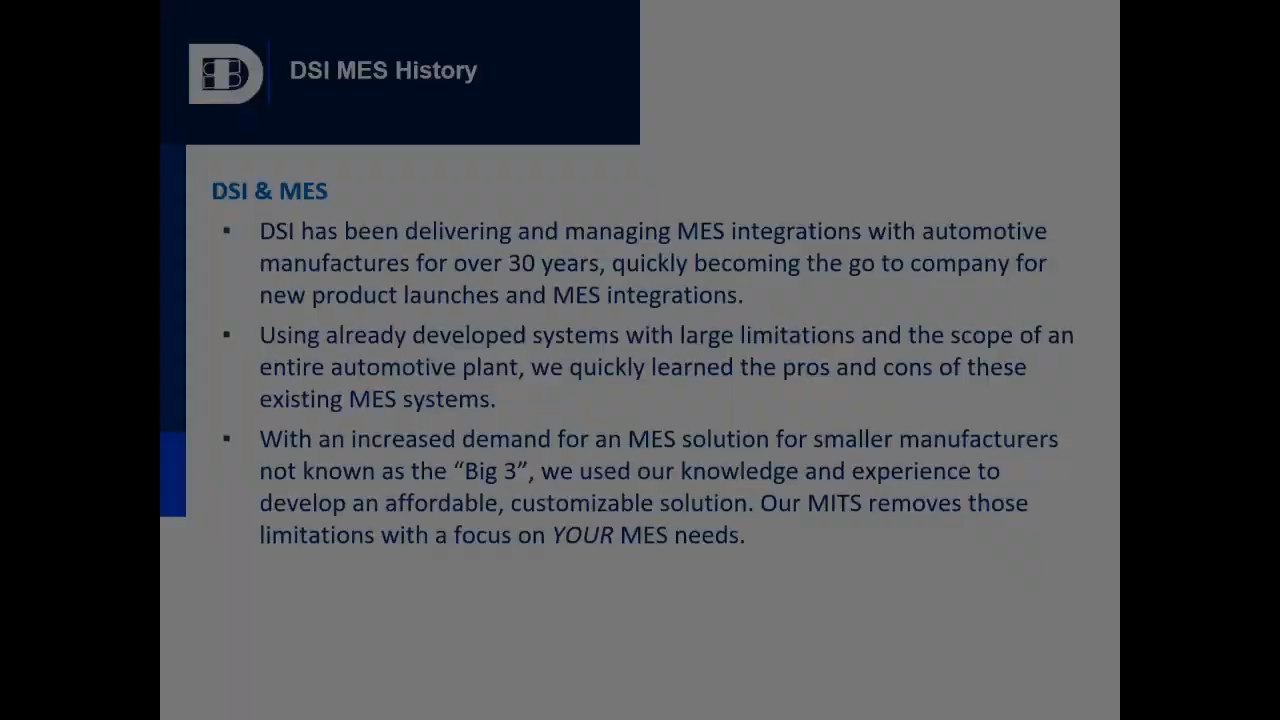 DSI MES History
DSI & MES
▪ DSI has been delivering and managing MES integrations with automotive
manufactures for over 30 years, quickly becoming the go to company for
new product launches and MES integrations.
▪ Using already developed systems with large limitations and the scope of an
entire automotive plant, we quickly learned the pros and cons of these
existing MES systems.
▪ With an increased demand for an MES solution for smaller manufacturers
not known as the “Big 3”, we used our knowledge and experience to
develop an affordable, customizable solution. Our MITS removes those
limitations with a focus on YOUR MES needs.